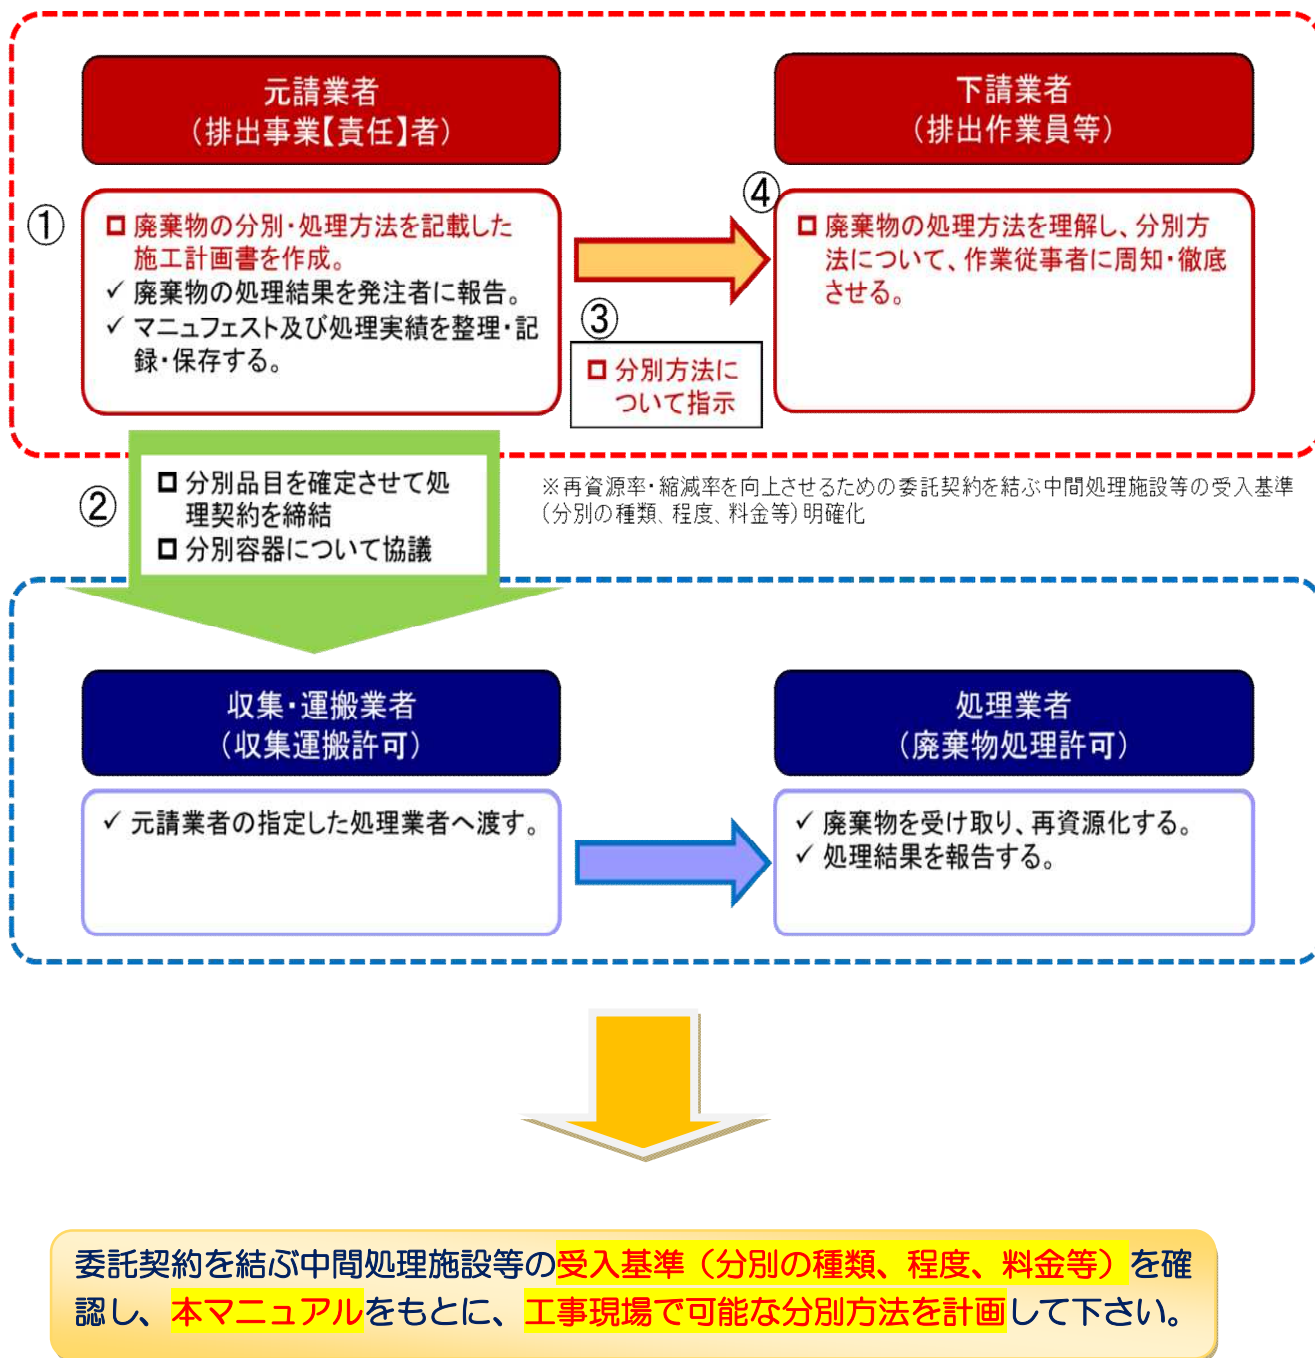 元請業者
（排出事業【責任】者）
下請業者
（排出作業員等）
①
□ 廃棄物の分別・処理方法を記載した
施工計画書を作成。
✓ 廃棄物の処理結果を発注者に報告。
✓ マニュフェスト及び処理実績を整理・記
録・保存する。
③
□ 分別方法に
ついて指示
④
□ 廃棄物の処理方法を理解し、分別方
法について、作業従事者に周知・徹底
させる。
②
□ 分別品目を確定させて処
理契約を締結
□ 分別容器について協議
※再資源率・縮減率を向上させるための委託契約を結ぶ中間処理施設等の受入基準
（分別の種類、程度、料金等）明確化
収集・運搬業者
（収集運搬許可）
処理業者
（廃棄物処理許可）
✓ 元請業者の指定した処理業者へ渡す。
✓ 廃棄物を受け取り、再資源化する。
✓ 処理結果を報告する。
委託契約を結ぶ中間処理施設等の受入基準（分別の種類、程度、料金等）を確
認し、本マニュアルをもとに、工事現場で可能な分別方法を計画して下さい。